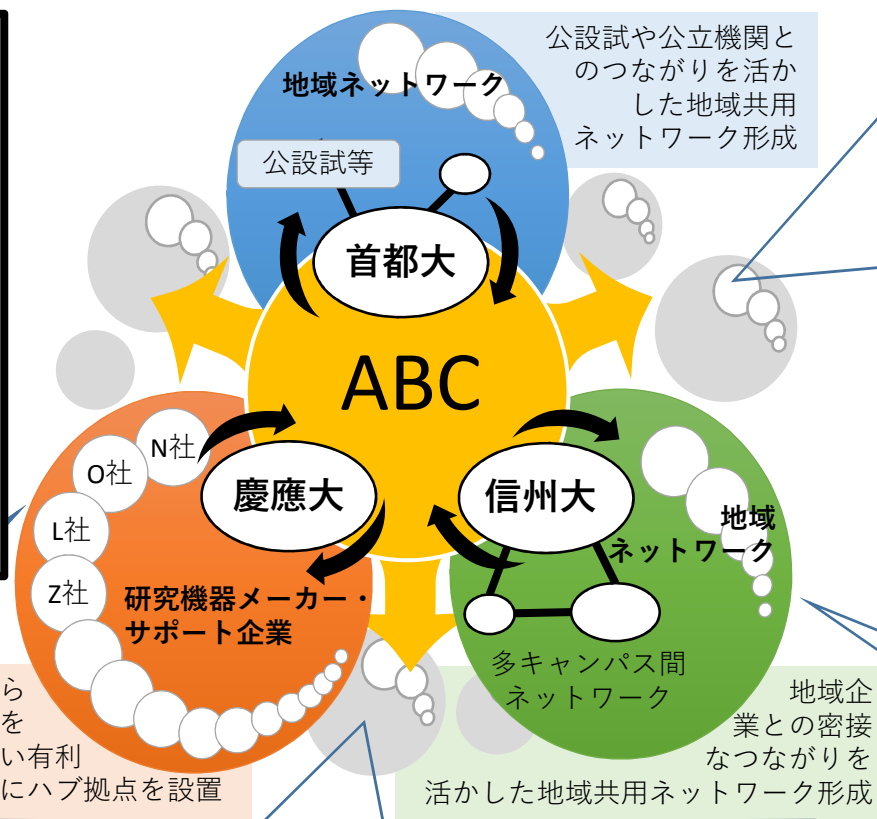 公設試や公立機関と
のつながりを活か
した地域共用
ネットワーク形成
地域ネットワーク
公設試等
首都大
ABC
N社
O社
L社
Z社
慶應大
信州大
地域
ネットワーク
研究機器メーカー・
サポート企業
多キャンパス間
ネットワーク
ら
を
い有利
にハブ拠点を設置
地域企
業との密接
なつながりを
活かした地域共用ネットワーク形成